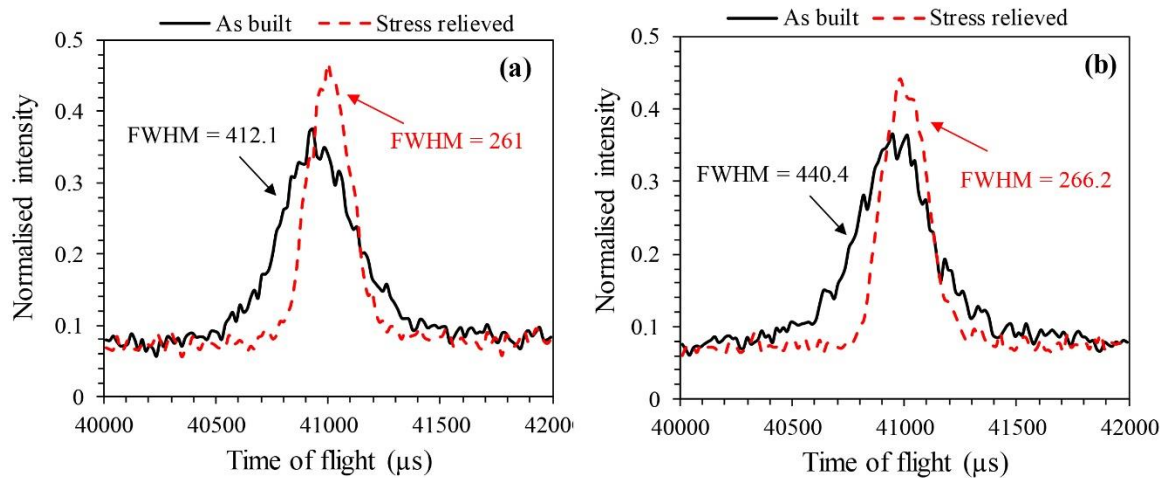 As built Stress relieved
(a)
FWHM = 412.1
FWHM = 261
Normalised intensity
0.5
0.4
0.3
0.2
0.1
0
40000 40500 41000 41500 42000
Time of flight (µs)
As built Stress relieved
(b)
FWHM = 440.4
FWHM = 266.2
Normalised intensity
0.5
0.4
0.3
0.2
0.1
0
40000 40500 41000 41500 42000
Time of flight (µs)